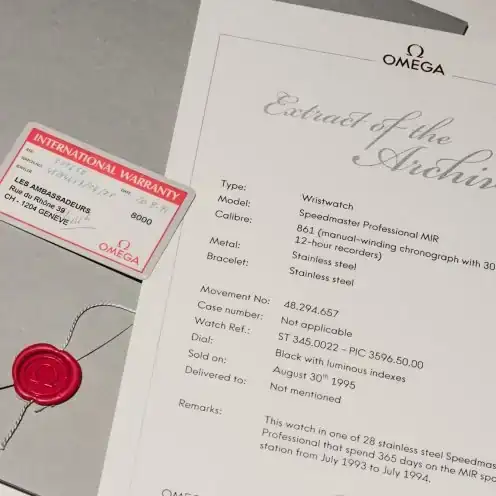 Ω
OMEGA
Extract of the
INTERNATIONAL WARRANTY
LES AMBASSADEURS
Rue du Rhône 39
CH - 1204 GENEVE
8000
Ω
OMEGA
Type: Wristwatch
Model: Speedmaster Professional MIR
Calibre: 861 (manual-winding chronograph with 30
12-hour recorders)
Metal: Stainless steel
Bracelet: Stainless steel
Movement No: 48.294.657
Case number: Not applicable
Watch Ref.: ST 345.0022 - PIC 3596.50.00
Dial: Black with luminous indexes
Sold on: August 30th 1995
Delivered to: Not mentioned
Remarks: This watch in one of 28 stainless steel Speedmas
Professional that spend 365 days on the MIR spa
station from July 1993 to July 1994.